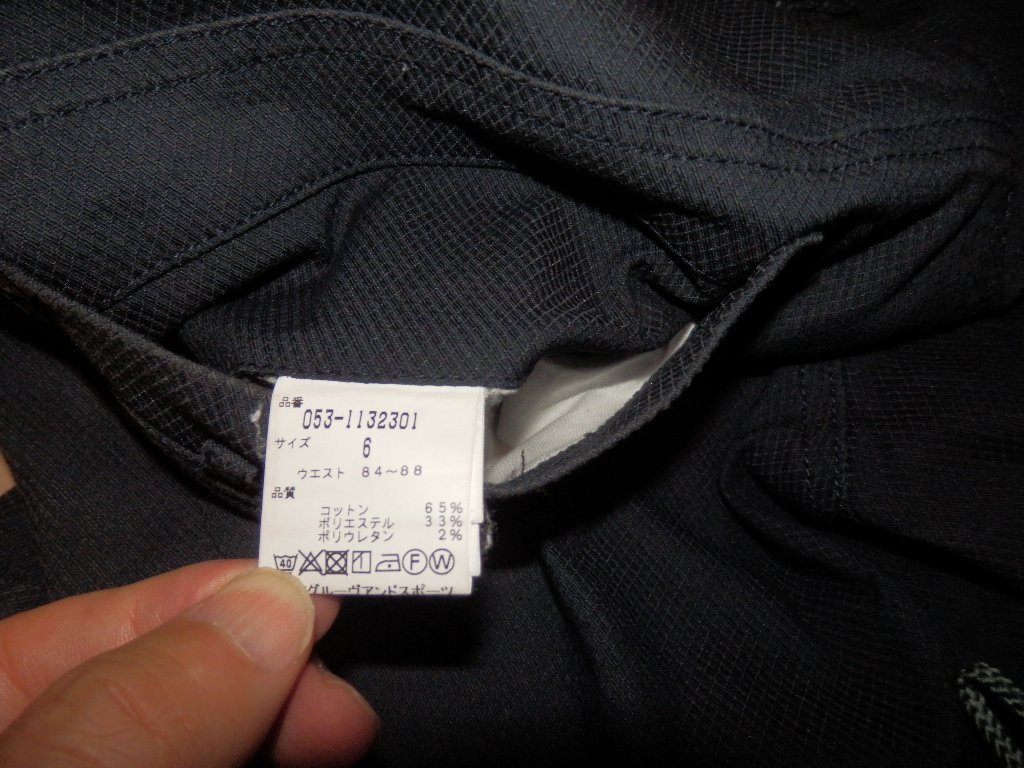 品番
053-1132301
サイズ
6
ウエスト 84～88
品質
コットン 65%
ポリエステル 33%
ポリウレタン 2%
40 F W
グルーヴアンドスポーツ